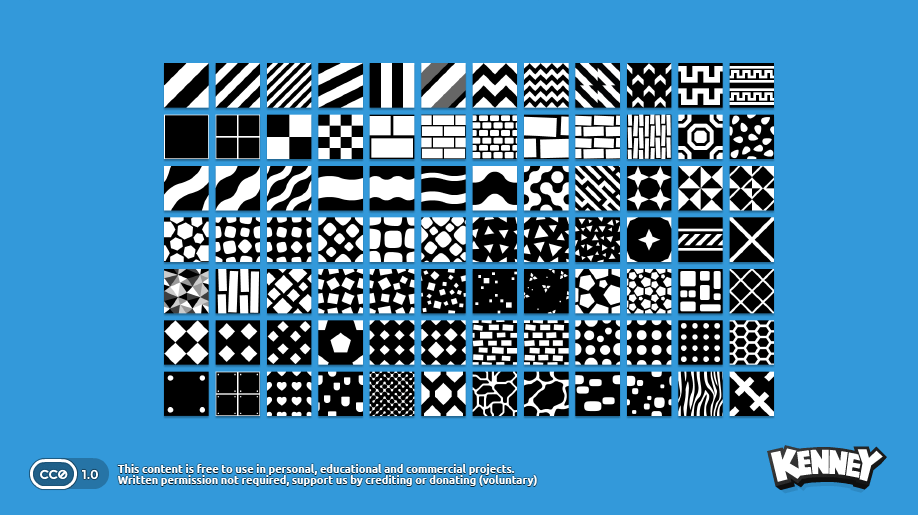 CC0 1.0
This content is free to use in personal, educational and commercial projects.
Written permission not required, support us by crediting or donating (voluntary)
KENNEY